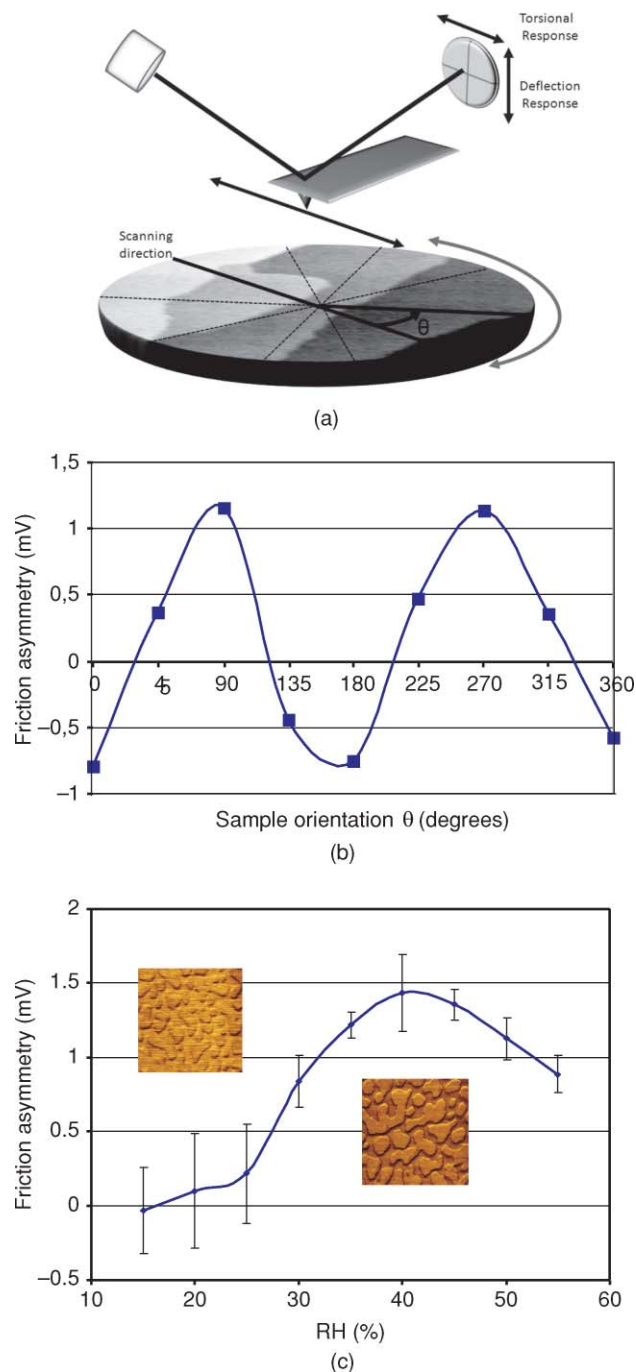 Torsional
Response
Deflection
Response
Scanning
direction
θ
(a)
1,5
1
0,5
0
−0,5
−1
Friction asymmetry (mV)
0 45 90 135 180 225 270 315 360
Sample orientation θ (degrees)
(b)
2
1.5
1
0.5
0
−0.5
Friction asymmetry (mV)
10 20 30 40 50 60
RH (%)
(c)